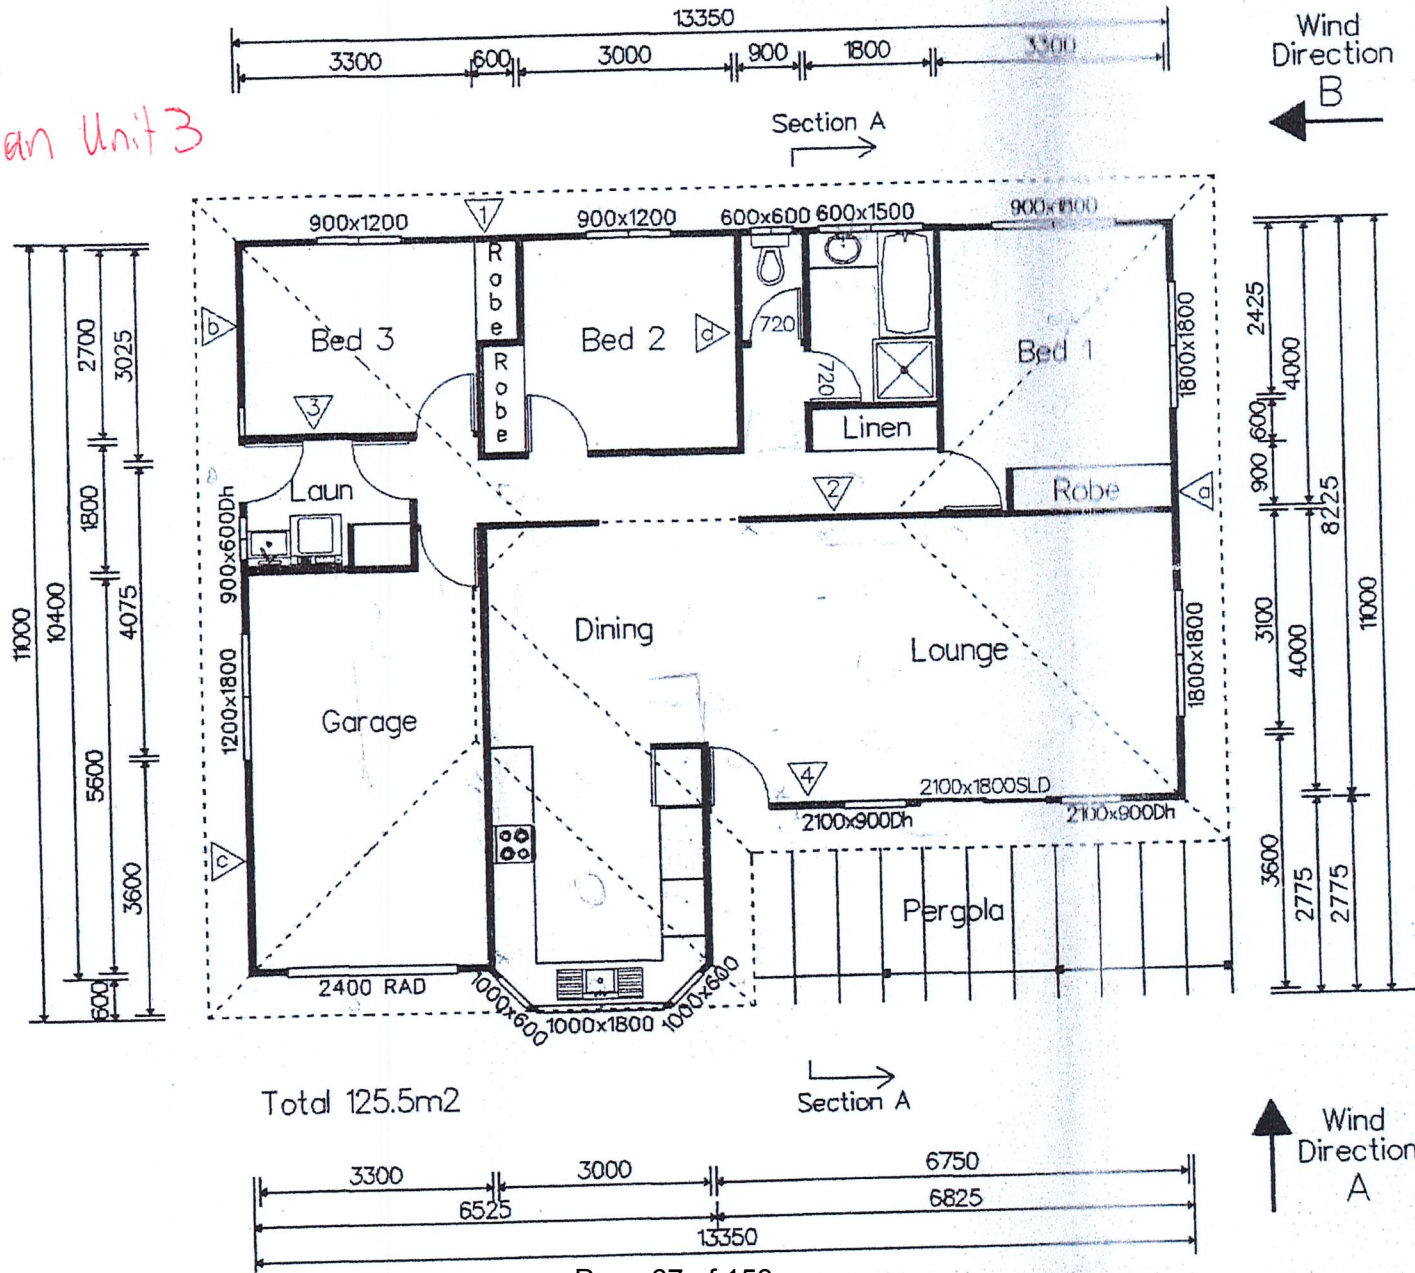 13350
3300 600 3000 900 1800 3300
Wind
Direction
B
an Unit 3
Section A
900x1200 1 900x1200 600x600 600x1500
Robe
Bed 3
Bed 2
Bed 1
b
d
720
720
Robe
3
Linen
Laun
2
Robe
a
900x600Dh
1800x1800
Dining
Lounge
1800x1800
1200x1800
Garage
4
2100x1800SLD
2100x900Dh
2100x900Dh
c
Pergola
2400 RAD
1000x600
1000x1800
1000x600
11000
10400
600
2700
1800
5600
3025
4075
3600
2425
600
900
3100
3600
4000
4000
2775
8225
2775
11000
Total 125.5m2
Section A
Wind
Direction
A
3300 3000 6750
6525 6825
13350